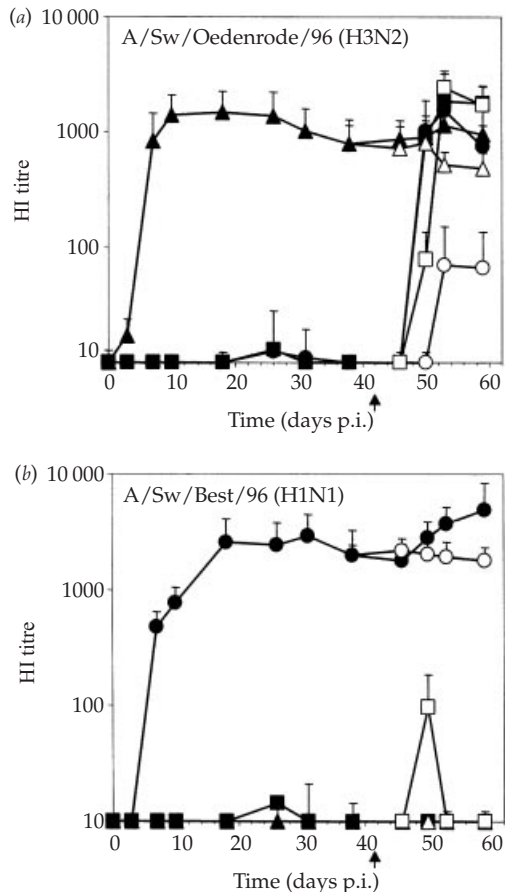 (a)
10 000
A/Sw/Oedenrode/96 (H3N2)
1000
HI titre
100
10
0 10 20 30 40 50 60
Time (days p.i.)
(b)
10 000
A/Sw/Best/96 (H1N1)
1000
HI titre
100
10
0 10 20 30 40 50 60
Time (days p.i.)